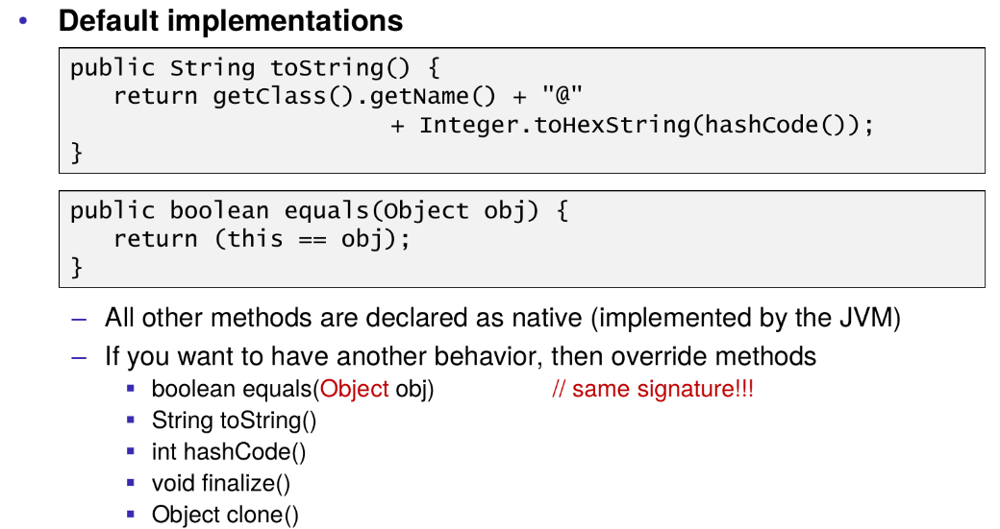 • Default implementations
public String toString() {
   return getClass().getName() + "@"
                         + Integer.toHexString(hashCode());
}
public boolean equals(Object obj) {
   return (this == obj);
}
– All other methods are declared as native (implemented by the JVM)
– If you want to have another behavior, then override methods
▪ boolean equals(Object obj) // same signature!!!
▪ String toString()
▪ int hashCode()
▪ void finalize()
▪ Object clone()